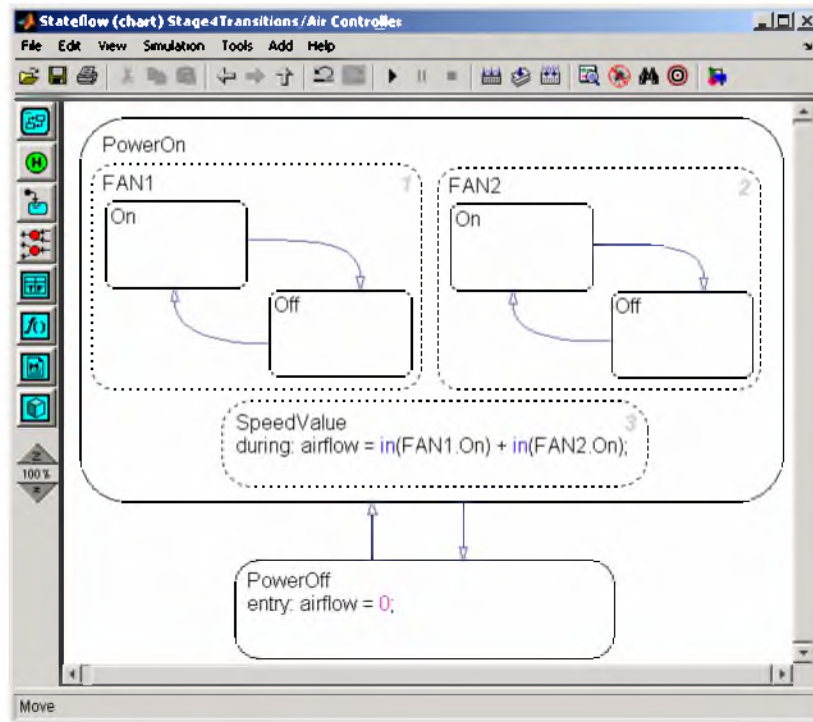 Stateflow (chart) Stage4Transitions/Air Controller
File Edit View Simulation Tools Add Help
PowerOn
FAN1
1
FAN2
2
On
On
Off
Off
SpeedValue
3
during: airflow = in(FAN1.On) + in(FAN2.On);
100 %
PowerOff
entry: airflow = 0;
Move